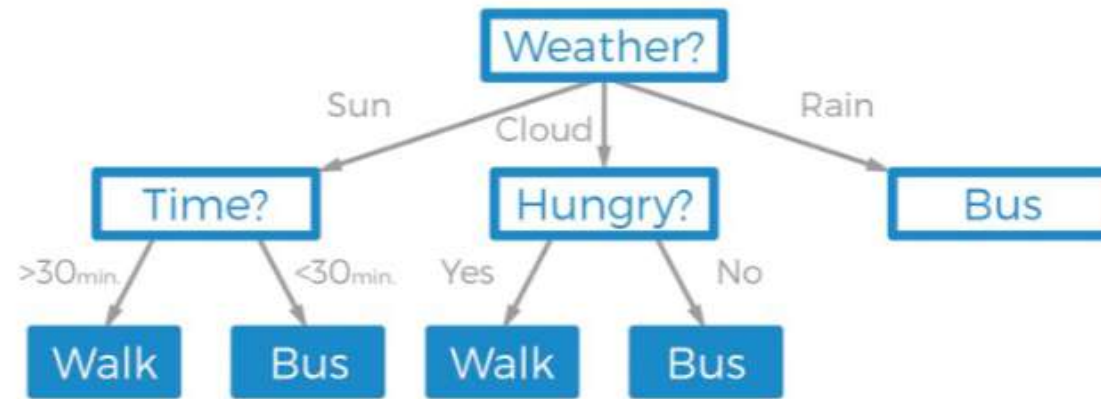 Weather?
Sun
Cloud
Rain
Time?
Hungry?
Bus
>30min.
<30min.
Yes
No
Walk
Bus
Walk
Bus